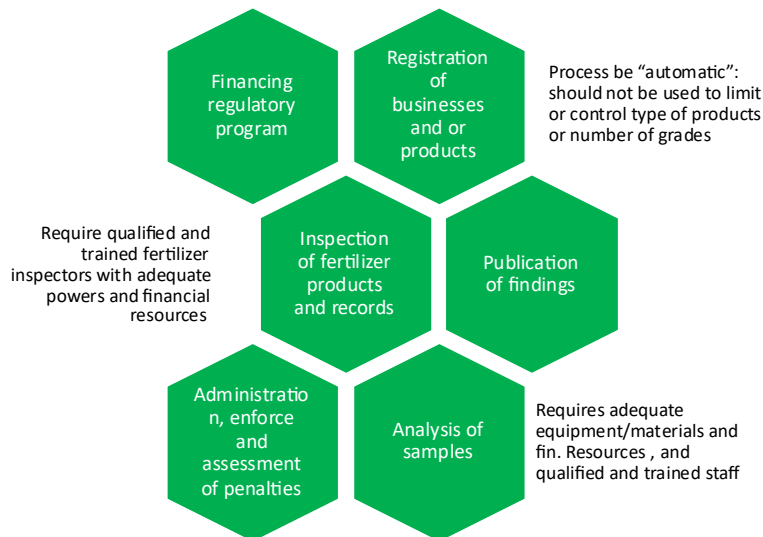 Financing
regulatory
program
Registration
of
businesses
and or
products
Process be “automatic”:
should not be used to limit
or control type of products
or number of grades
Require qualified and
trained fertilizer
inspectors with adequate
powers and financial
resources
Inspection
of fertilizer
products
and records
Publication
of findings
Administratio
n, enforce
and
assessment
of penalties
Analysis of
samples
Requires adequate
equipment/materials and
fin. Resources , and
qualified and trained staff